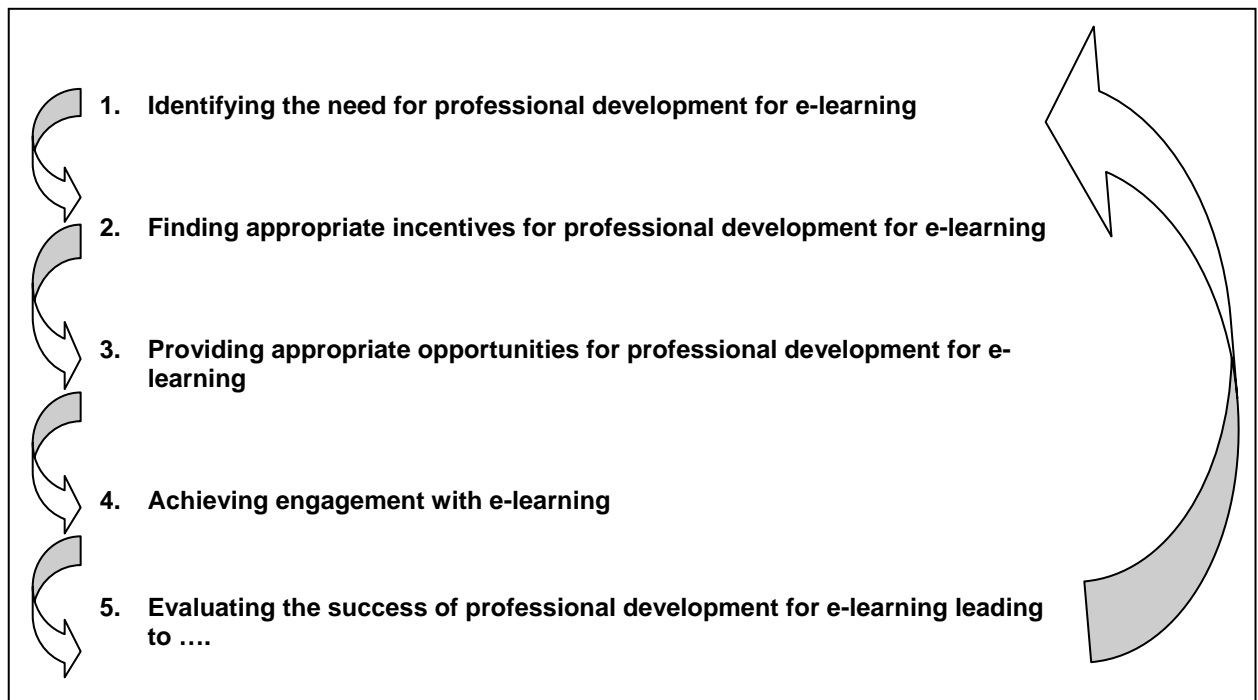 1. Identifying the need for professional development for e-learning
2. Finding appropriate incentives for professional development for e-learning
3. Providing appropriate opportunities for professional development for e-
learning
4. Achieving engagement with e-learning
5. Evaluating the success of professional development for e-learning leading
to ….